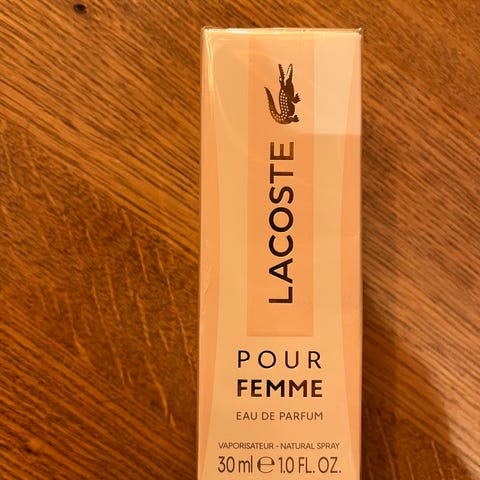 LACOSTE
POUR
FEMME
EAU DE PARFUM
VAPORISATEUR - NATURAL SPRAY
30 ml ℮ 1.0 FL. OZ.